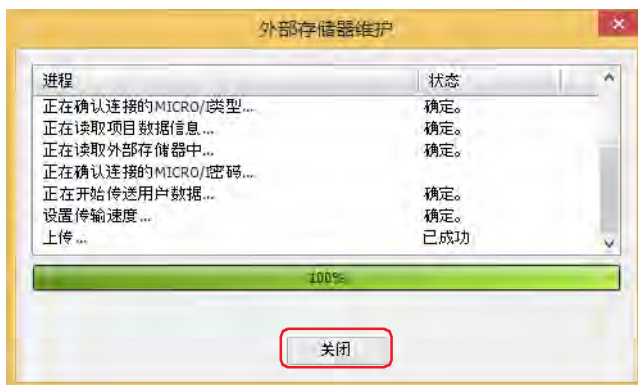 外部存储器维护
进程 状态
正在确认连接的MICRO/I类型... 确定。
正在读取项目数据信息... 确定。
正在读取外部存储器中... 确定。
正在确认连接的MICRO/I密码...
正在开始传送用户数据... 确定。
设置传输速度... 确定。
上传... 已成功
100%
关闭